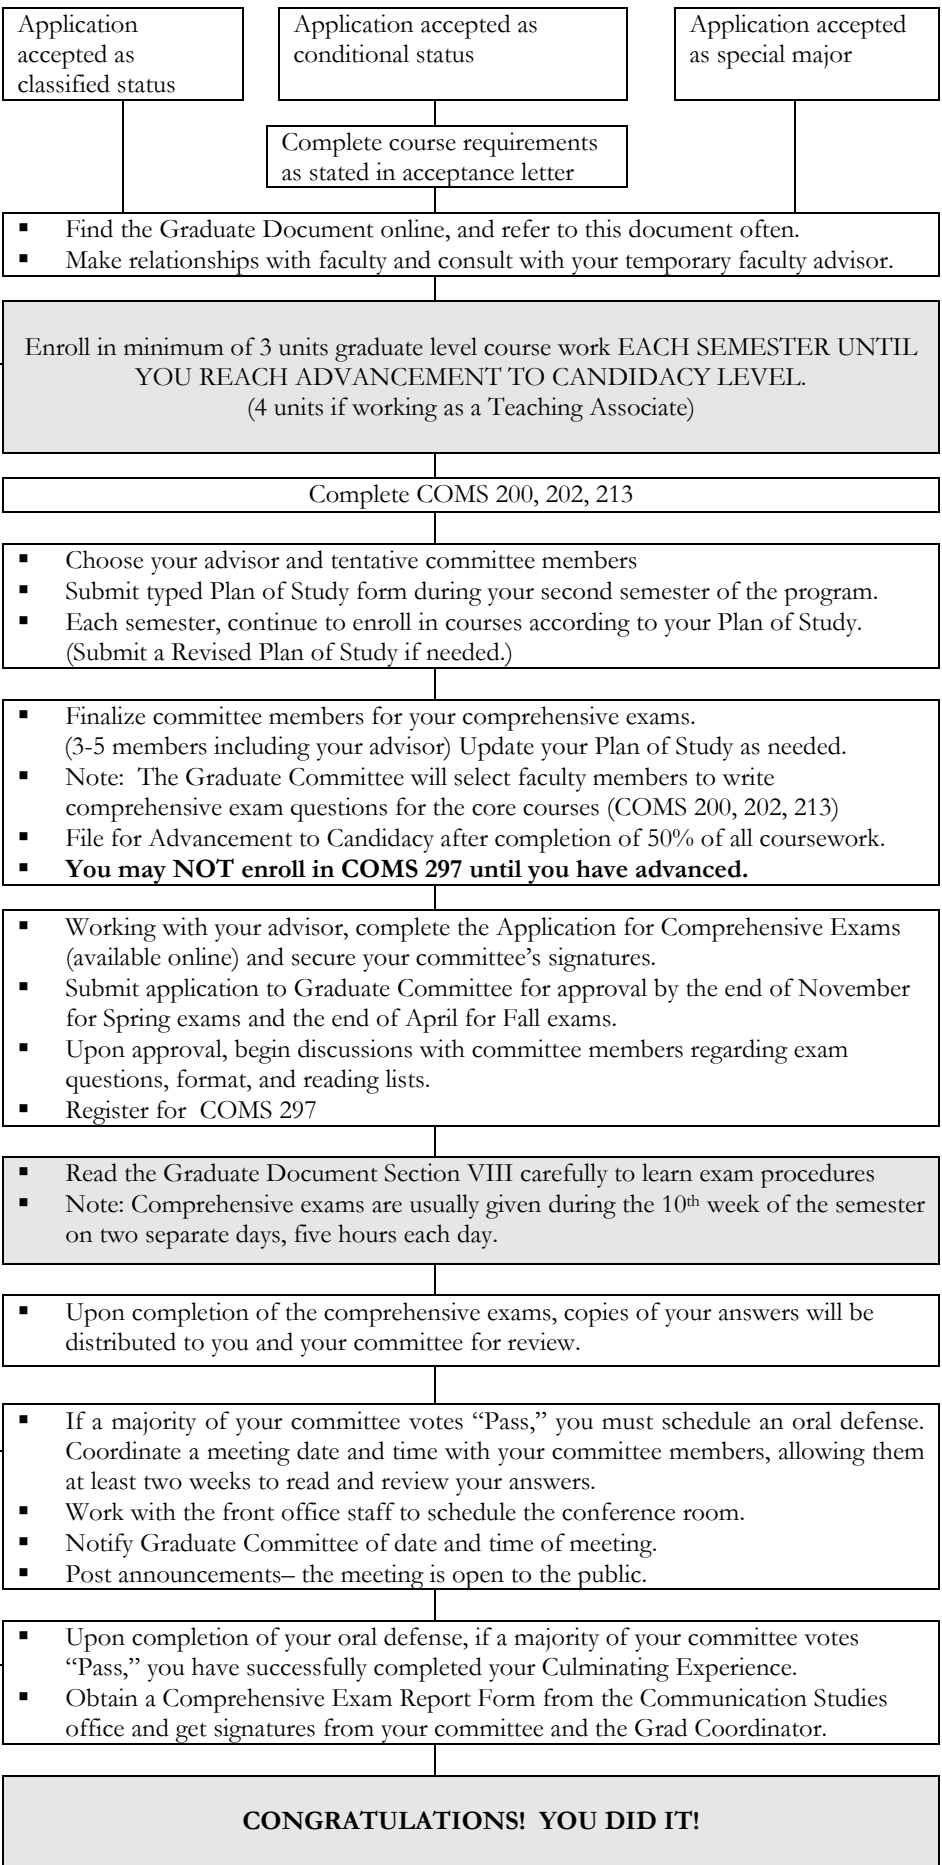 Application
accepted as
classified status
Application accepted as
conditional status
Application accepted
as special major
Complete course requirements
as stated in acceptance letter
▪ Find the Graduate Document online, and refer to this document often.
▪ Make relationships with faculty and consult with your temporary faculty advisor.
Enroll in minimum of 3 units graduate level course work EACH SEMESTER UNTIL
YOU REACH ADVANCEMENT TO CANDIDACY LEVEL.
(4 units if working as a Teaching Associate)
Complete COMS 200, 202, 213
▪ Choose your advisor and tentative committee members
▪ Submit typed Plan of Study form during your second semester of the program.
▪ Each semester, continue to enroll in courses according to your Plan of Study.
(Submit a Revised Plan of Study if needed.)
▪ Finalize committee members for your comprehensive exams.
(3-5 members including your advisor) Update your Plan of Study as needed.
▪ Note: The Graduate Committee will select faculty members to write
comprehensive exam questions for the core courses (COMS 200, 202, 213)
▪ File for Advancement to Candidacy after completion of 50% of all coursework.
▪ You may NOT enroll in COMS 297 until you have advanced.
▪ Working with your advisor, complete the Application for Comprehensive Exams
(available online) and secure your committee’s signatures.
▪ Submit application to Graduate Committee for approval by the end of November
for Spring exams and the end of April for Fall exams.
▪ Upon approval, begin discussions with committee members regarding exam
questions, format, and reading lists.
▪ Register for COMS 297
▪ Read the Graduate Document Section VIII carefully to learn exam procedures
▪ Note: Comprehensive exams are usually given during the 10th week of the semester
on two separate days, five hours each day.
▪ Upon completion of the comprehensive exams, copies of your answers will be
distributed to you and your committee for review.
▪ If a majority of your committee votes “Pass,” you must schedule an oral defense.
Coordinate a meeting date and time with your committee members, allowing them
at least two weeks to read and review your answers.
▪ Work with the front office staff to schedule the conference room.
▪ Notify Graduate Committee of date and time of meeting.
▪ Post announcements– the meeting is open to the public.
▪ Upon completion of your oral defense, if a majority of your committee votes
“Pass,” you have successfully completed your Culminating Experience.
▪ Obtain a Comprehensive Exam Report Form from the Communication Studies
office and get signatures from your committee and the Grad Coordinator.
CONGRATULATIONS! YOU DID IT!